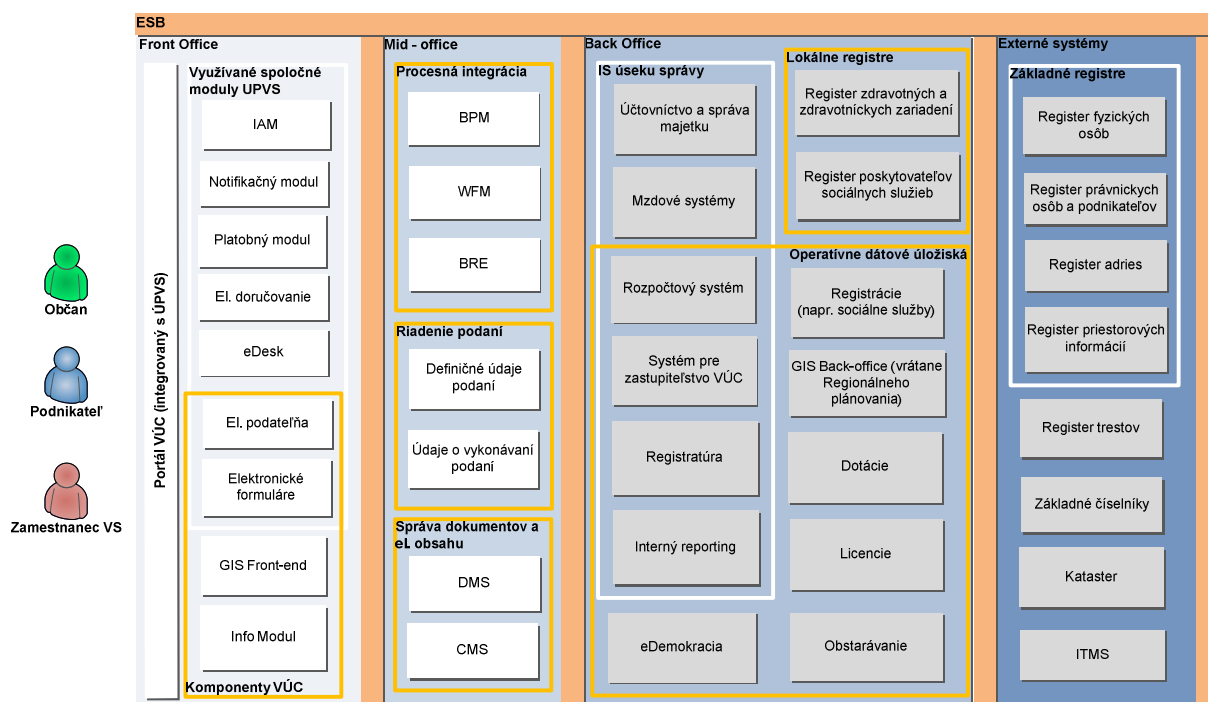 ESB
Front Office
Mid - office
Back Office
Externé systémy
Občan
Podnikateľ
Zamestnanec VS
Portál VÚC (integrovaný s ÚPVS)
Využívané spoločné
moduly UPVS
IAM
Notifikačný modul
Platobný modul
El. doručovanie
eDesk
El. podateľňa
Elektronické
formuláre
GIS Front-end
Info Modul
Komponenty VÚC
Procesná integrácia
BPM
WFM
BRE
Riadenie podaní
Definičné údaje
podaní
Údaje o vykonávaní
podaní
Správa dokumentov a
el. obsahu
DMS
CMS
IS úseku správy
Účtovníctvo a správa
majetku
Mzdové systémy
Rozpočtový systém
Systém pre
zastupiteľstvo VÚC
Registratúra
Interný reporting
eDemokracia
Lokálne registre
Register zdravotných a
zdravotníckych zariadení
Register poskytovateľov
sociálnych služieb
Operatívne dátové úložiská
Registrácie
(napr. sociálne služby)
GIS Back-office (vrátane
Regionálneho
plánovania)
Dotácie
Licencie
Obstarávanie
Základné registre
Register fyzických
osôb
Register právnických
osôb a podnikateľov
Register adries
Register priestorových
informácií
Register trestov
Základné číselníky
Kataster
ITMS